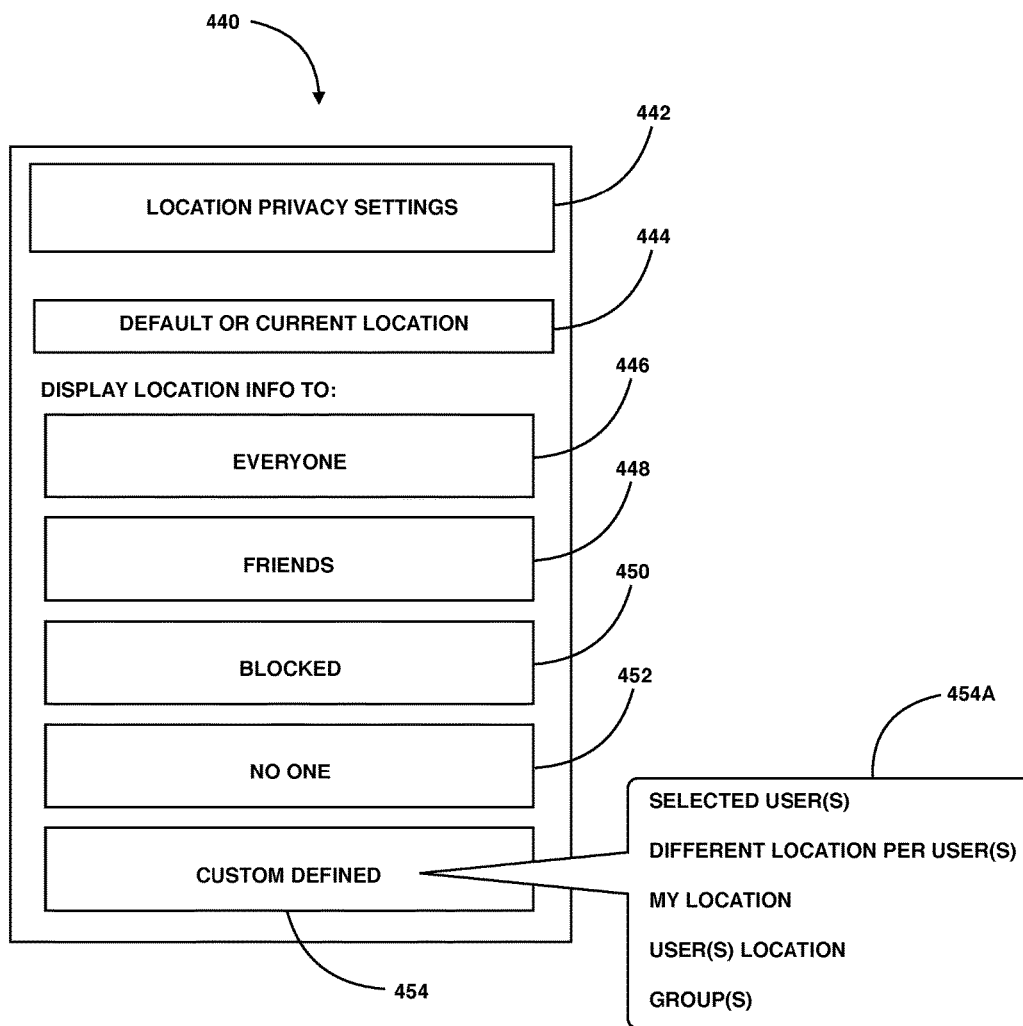 440
442
LOCATION PRIVACY SETTINGS
444
DEFAULT OR CURRENT LOCATION
DISPLAY LOCATION INFO TO:
446
EVERYONE
448
FRIENDS
450
BLOCKED
452
NO ONE
454A
SELECTED USER(S)
DIFFERENT LOCATION PER USER(S)
CUSTOM DEFINED
MY LOCATION
USER(S) LOCATION
454
GROUP(S)